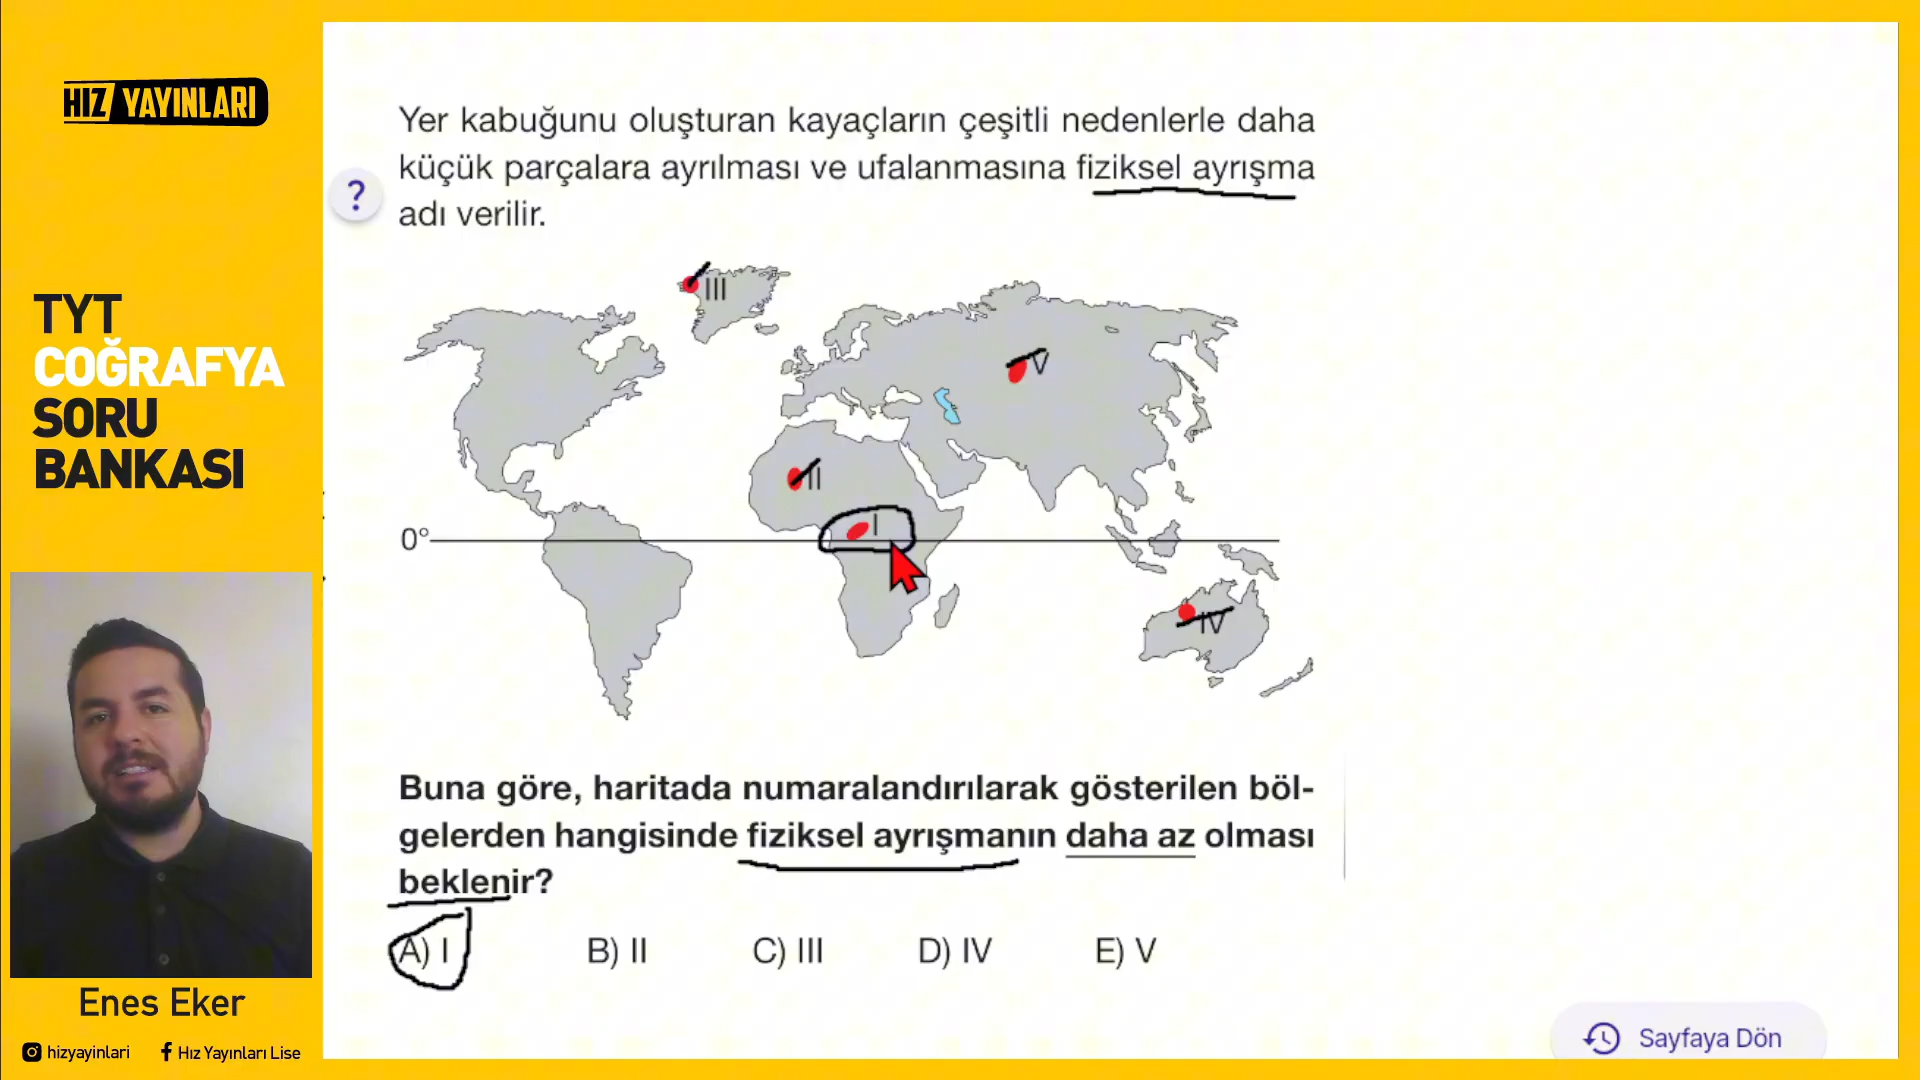 HIZ YAYINLARI
TYT
COĞRAFYA
SORU
BANKASI
Enes Eker
hizyayinlari
Hız Yayınları Lise
?
Yer kabuğunu oluşturan kayaçların çeşitli nedenlerle daha
küçük parçalara ayrılması ve ufalanmasına fiziksel ayrışma
adı verilir.
III
V
II
I
0°
IV
Buna göre, haritada numaralandırılarak gösterilen böl-
gelerden hangisinde fiziksel ayrışmanın daha az olması
beklenir?
A) I B) II C) III D) IV E) V
Sayfaya Dön